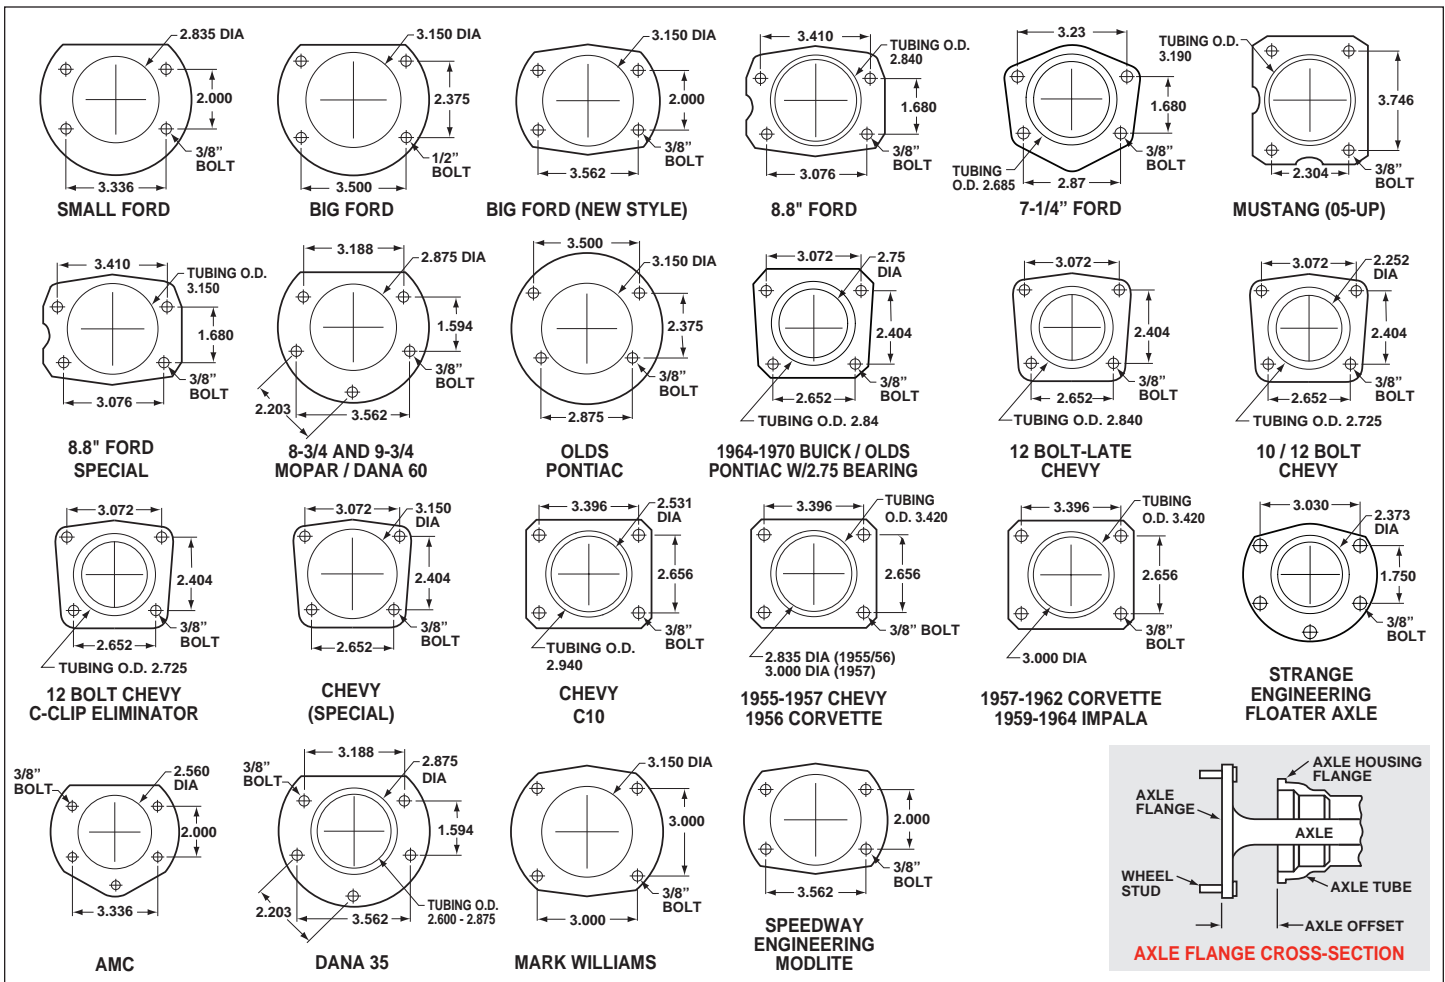 2.835 DIA
2.000
3/8”
BOLT
3.336
SMALL FORD
3.150 DIA
2.375
1/2”
BOLT
3.500
BIG FORD
3.150 DIA
2.000
3/8”
BOLT
3.562
BIG FORD (NEW STYLE)
3.410
TUBING O.D.
2.840
1.680
3/8”
BOLT
3.076
8.8" FORD
3.23
1.680
3/8”
BOLT
TUBING
O.D. 2.685
2.87
7-1/4” FORD
TUBING O.D.
3.190
3.746
3/8”
BOLT
2.304
MUSTANG (05-UP)
3.410
TUBING O.D.
3.150
1.680
3/8”
BOLT
3.076
8.8" FORD
SPECIAL
3.188
2.875 DIA
1.594
3/8”
BOLT
2.203
3.562
8-3/4 AND 9-3/4
MOPAR / DANA 60
3.500
3.150 DIA
2.375
3/8”
BOLT
2.875
OLDS
PONTIAC
3.072
2.75
DIA
2.404
3/8”
BOLT
2.652
TUBING O.D. 2.84
1964-1970 BUICK / OLDS
PONTIAC W/2.75 BEARING
3.072
2.404
3/8”
BOLT
2.652
TUBING O.D. 2.840
12 BOLT-LATE
CHEVY
3.072
2.252
DIA
2.404
3/8”
BOLT
2.652
TUBING O.D. 2.725
10 / 12 BOLT
CHEVY
3.072
2.404
3/8”
BOLT
2.652
TUBING O.D. 2.725
12 BOLT CHEVY
C-CLIP ELIMINATOR
3.072
3.150
DIA
2.404
3/8”
BOLT
2.652
CHEVY
(SPECIAL)
3.396
2.531
DIA
2.656
3/8”
BOLT
TUBING O.D.
2.940
CHEVY
C10
3.396
TUBING
O.D. 3.420
2.656
3/8” BOLT
2.835 DIA (1955/56)
3.000 DIA (1957)
1955-1957 CHEVY
1956 CORVETTE
3.396
TUBING
O.D. 3.420
2.656
3/8”
BOLT
3.000 DIA
1957-1962 CORVETTE
1959-1964 IMPALA
3.030
2.373
DIA
1.750
3/8”
BOLT
STRANGE
ENGINEERING
FLOATER AXLE
3/8”
BOLT
2.560
DIA
2.000
3.336
AMC
3/8”
BOLT
3.188
2.875
DIA
1.594
2.203
3.562
TUBING O.D.
2.600 - 2.875
DANA 35
3.150 DIA
3.000
3/8”
BOLT
3.000
MARK WILLIAMS
2.000
3/8”
BOLT
3.562
SPEEDWAY
ENGINEERING
MODLITE
AXLE HOUSING
FLANGE
AXLE
FLANGE
AXLE
WHEEL
STUD
AXLE TUBE
AXLE OFFSET
AXLE FLANGE CROSS-SECTION